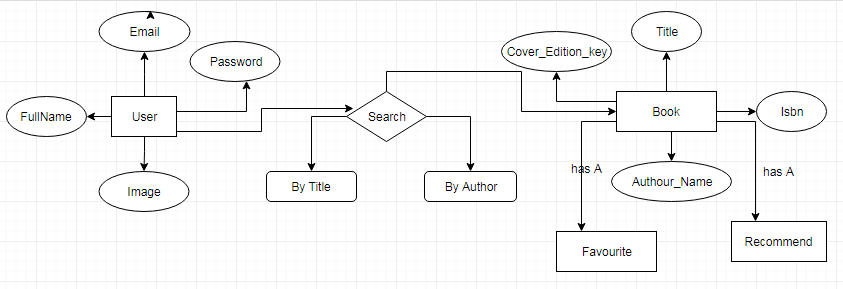 Email
Password
FullName
User
Image
Search
By Title
By Author
Cover_Edition_key
Title
Book
Isbn
Authour_Name
has A
has A
Favourite
Recommend